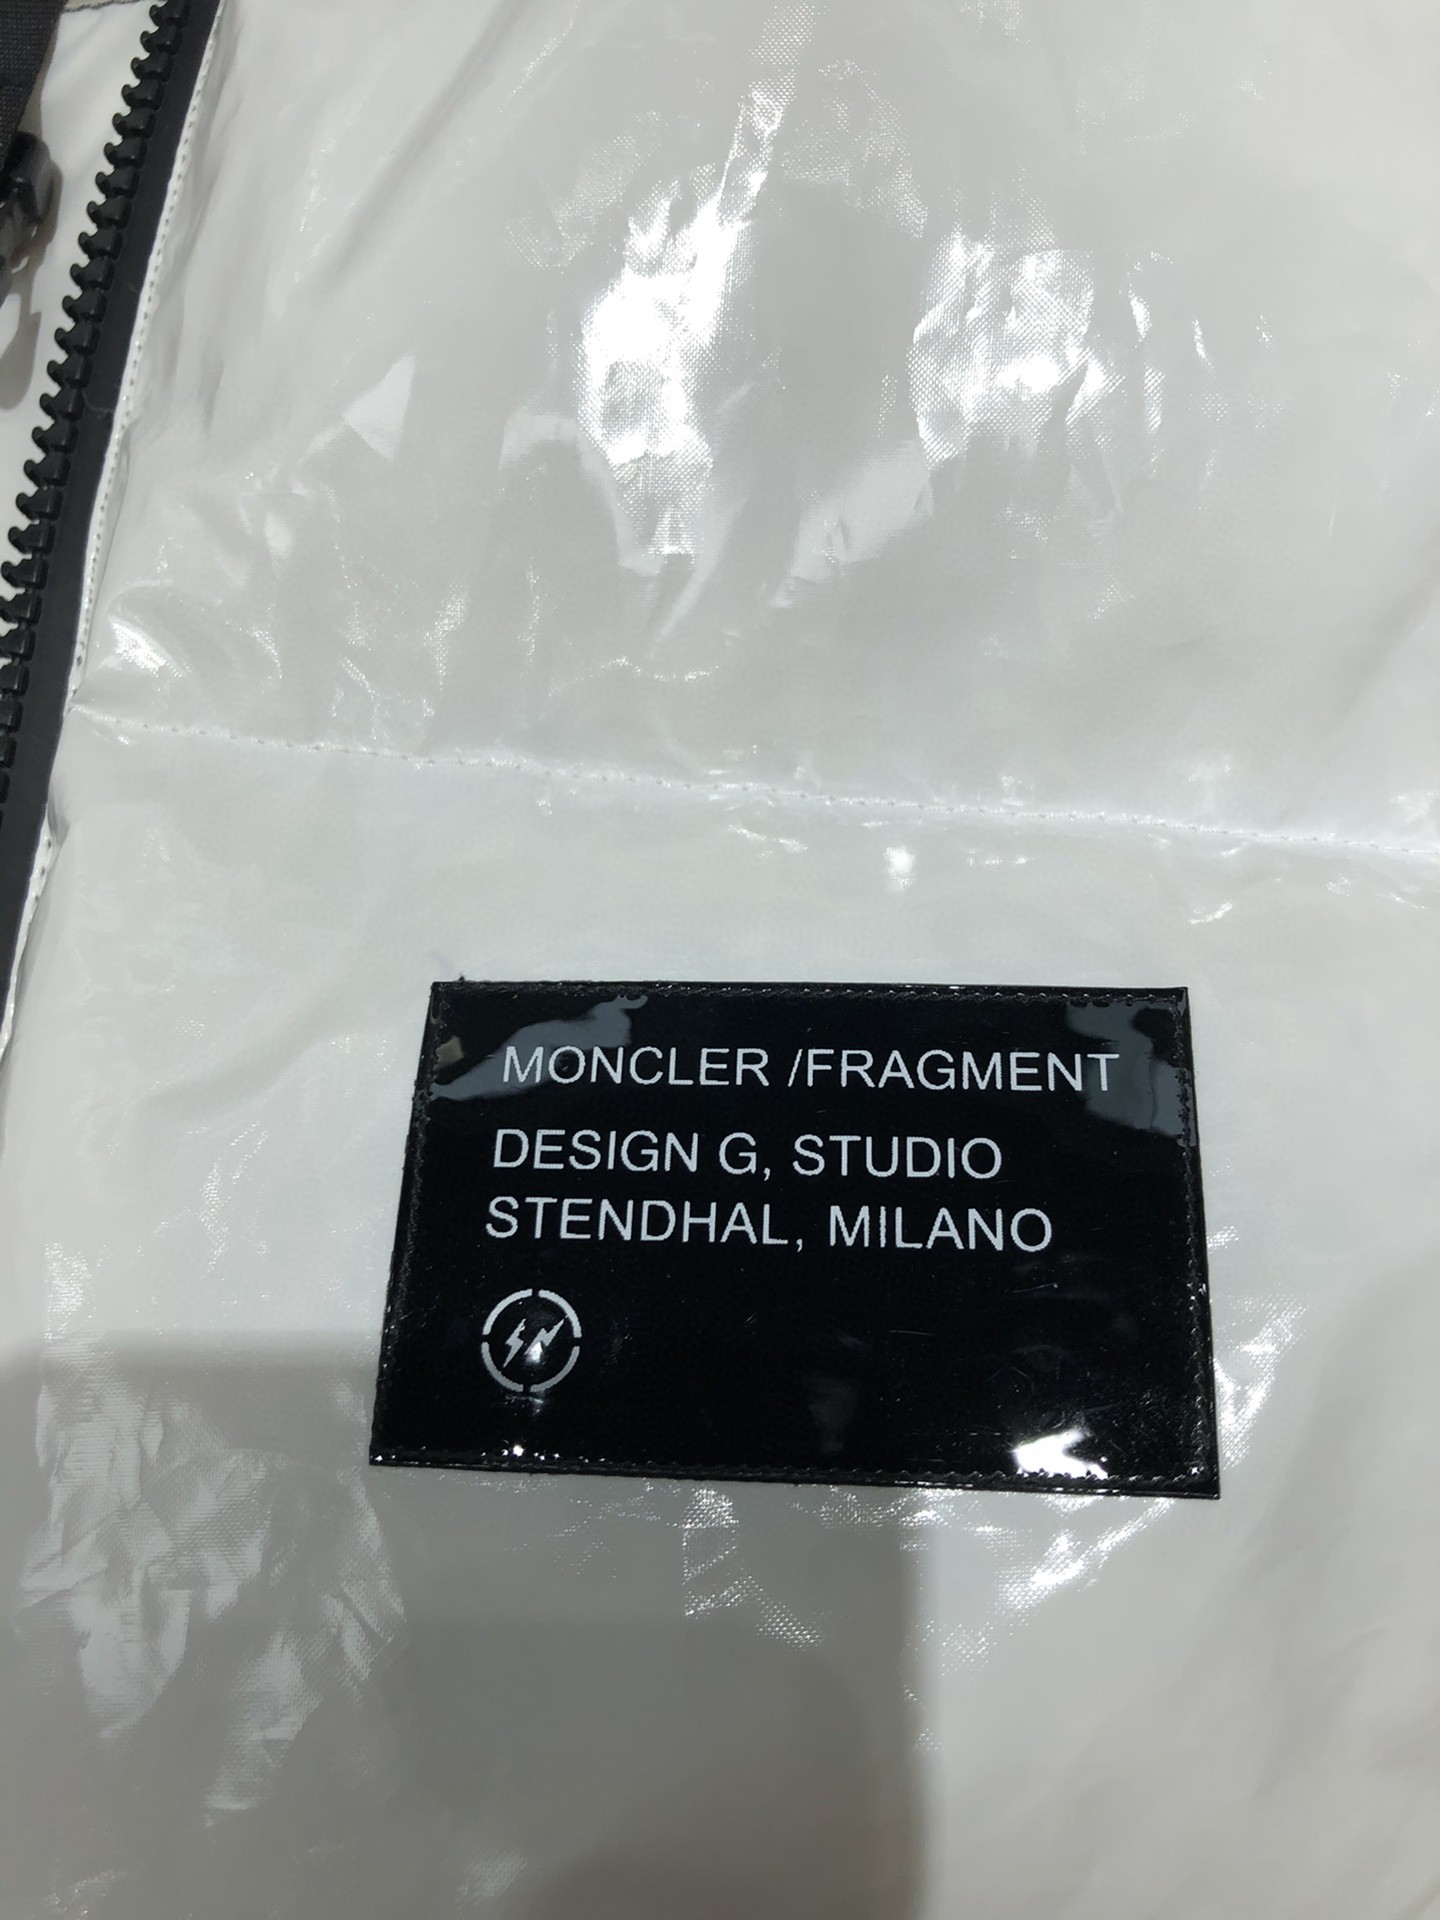 MONCLER /FRAGMENT
DESIGN G, STUDIO
STENDHAL, MILANO